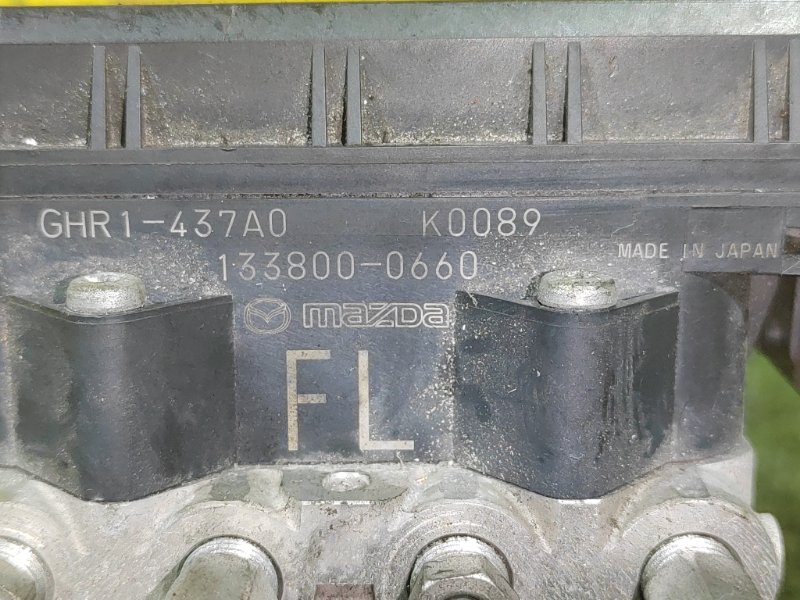 GHR1-437A0 K0089
133800-0660
MADE IN JAPAN
mazda
FL